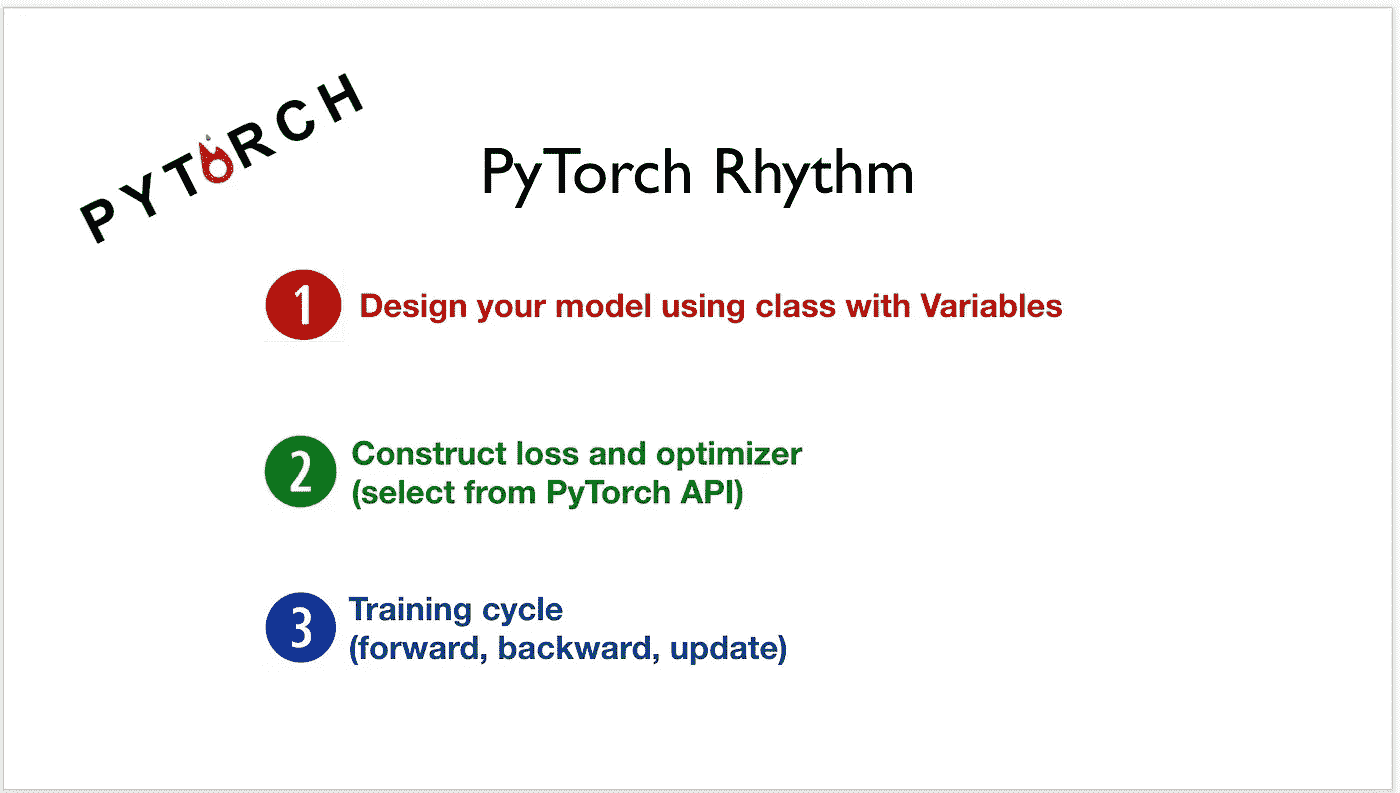 PYTORCH
PyTorch Rhythm
1 Design your model using class with Variables
2 Construct loss and optimizer
(select from PyTorch API)
3 Training cycle
(forward, backward, update)